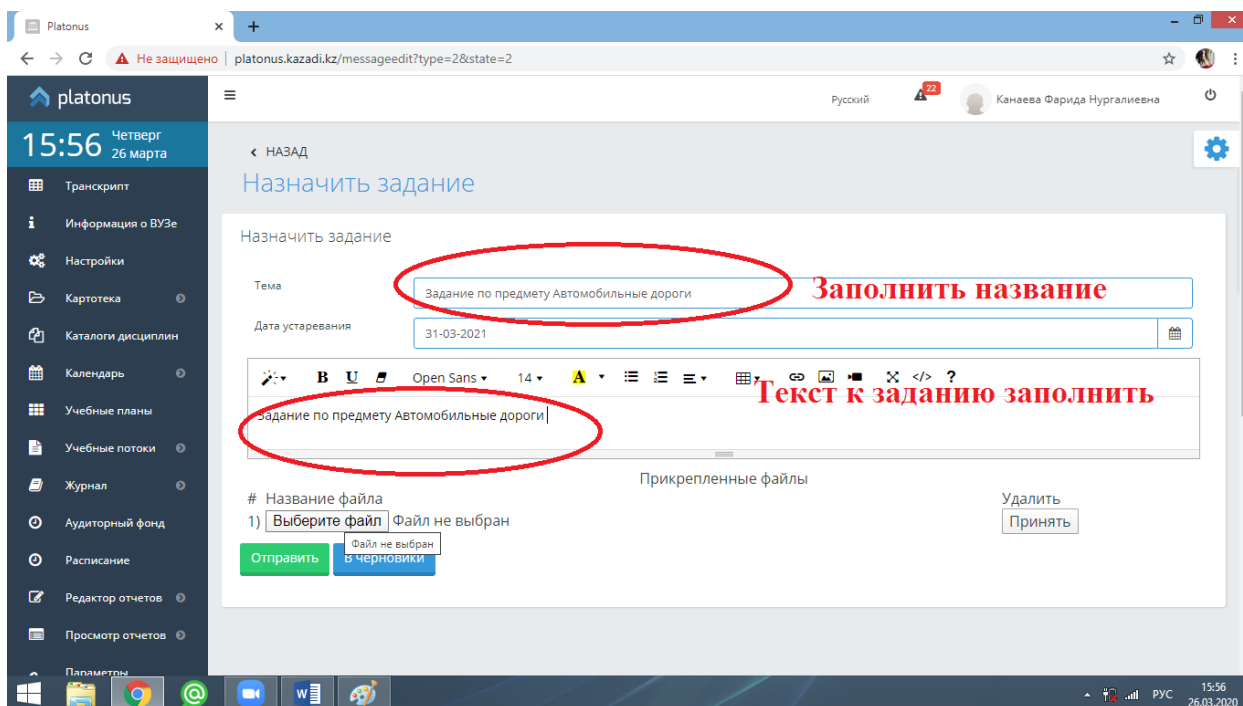 Platonus
Не защищено platonus.kazadi.kz/messageedit?type=2&state=2
platonus
Русский 22 Канаева Фарида Нургалиевна
15:56 Четверг
26 марта
НАЗАД
Назначить задание
Транскрипт
Информация о ВУЗе
Настройки
Картотека
Каталоги дисциплин
Календарь
Учебные планы
Учебные потоки
Журнал
Аудиторный фонд
Расписание
Редактор отчетов
Просмотр отчетов
Параметры
Назначить задание
Тема
Задание по предмету Автомобильные дороги
Заполнить название
Дата устаревания
31-03-2021
B U Open Sans 14 A </> ?
Текст к заданию заполнить
Задание по предмету Автомобильные дороги
Прикрепленные файлы
# Название файла Удалить
1) Выберите файл Файл не выбран Принять
Файл не выбран
Отправить В черновики
РУС 15:56
26.03.2020